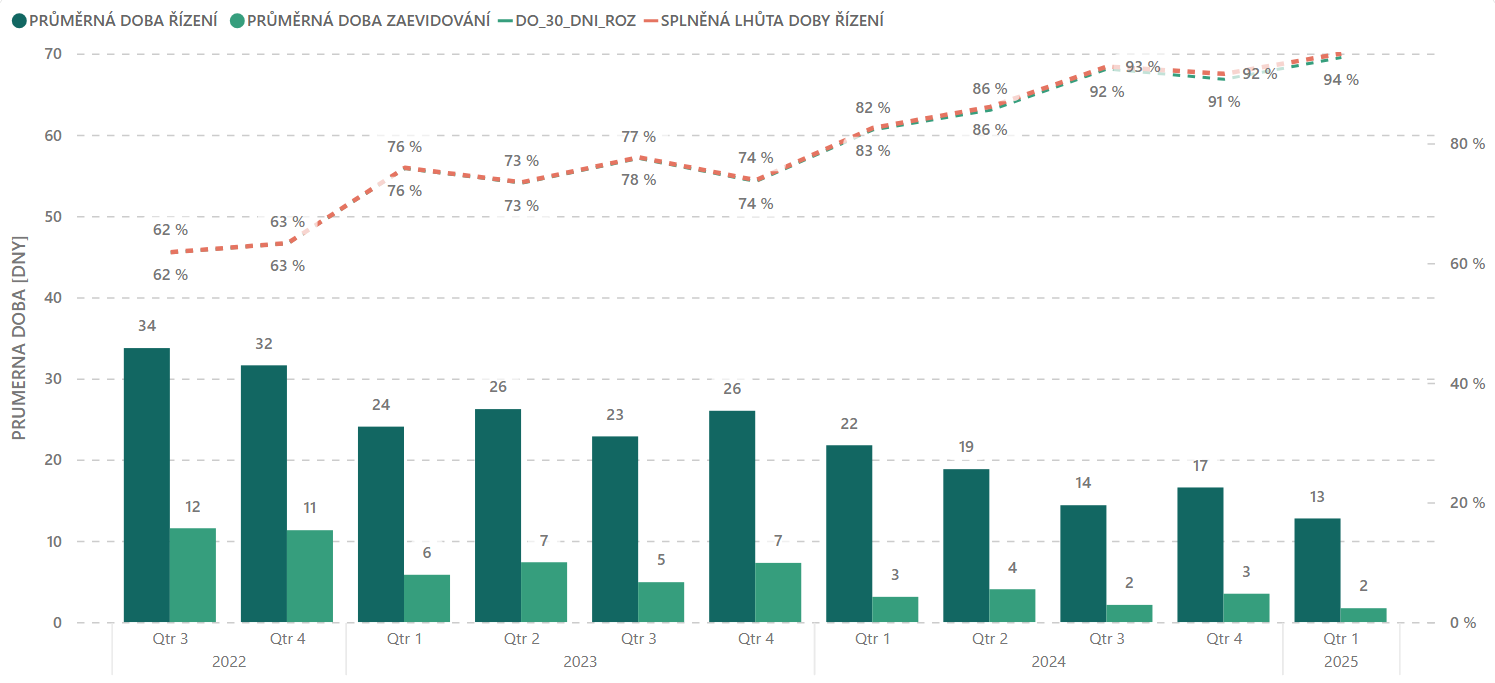 PRŮMĚRNÁ DOBA ŘÍZENÍ PRŮMĚRNÁ DOBA ZAEVIDOVÁNÍ DO_30_DNI_ROZ SPLNĚNÁ LHŮTA DOBY ŘÍZENÍ
PRUMERNA DOBA [DNY]
70
60
50
40
30
20
10
0
80 %
60 %
40 %
20 %
0 %
62 % 63 % 76 % 73 % 77 % 74 % 82 % 86 % 93 % 92 %
62 % 63 % 76 % 73 % 78 % 74 % 83 % 86 % 92 % 91 % 94 %
34 32 24 26 23 26 22 19 14 17 13
12 11 6 7 5 7 3 4 2 3 2
Qtr 3 Qtr 4 Qtr 1 Qtr 2 Qtr 3 Qtr 4 Qtr 1 Qtr 2 Qtr 3 Qtr 4 Qtr 1
2022 2023 2024 2025